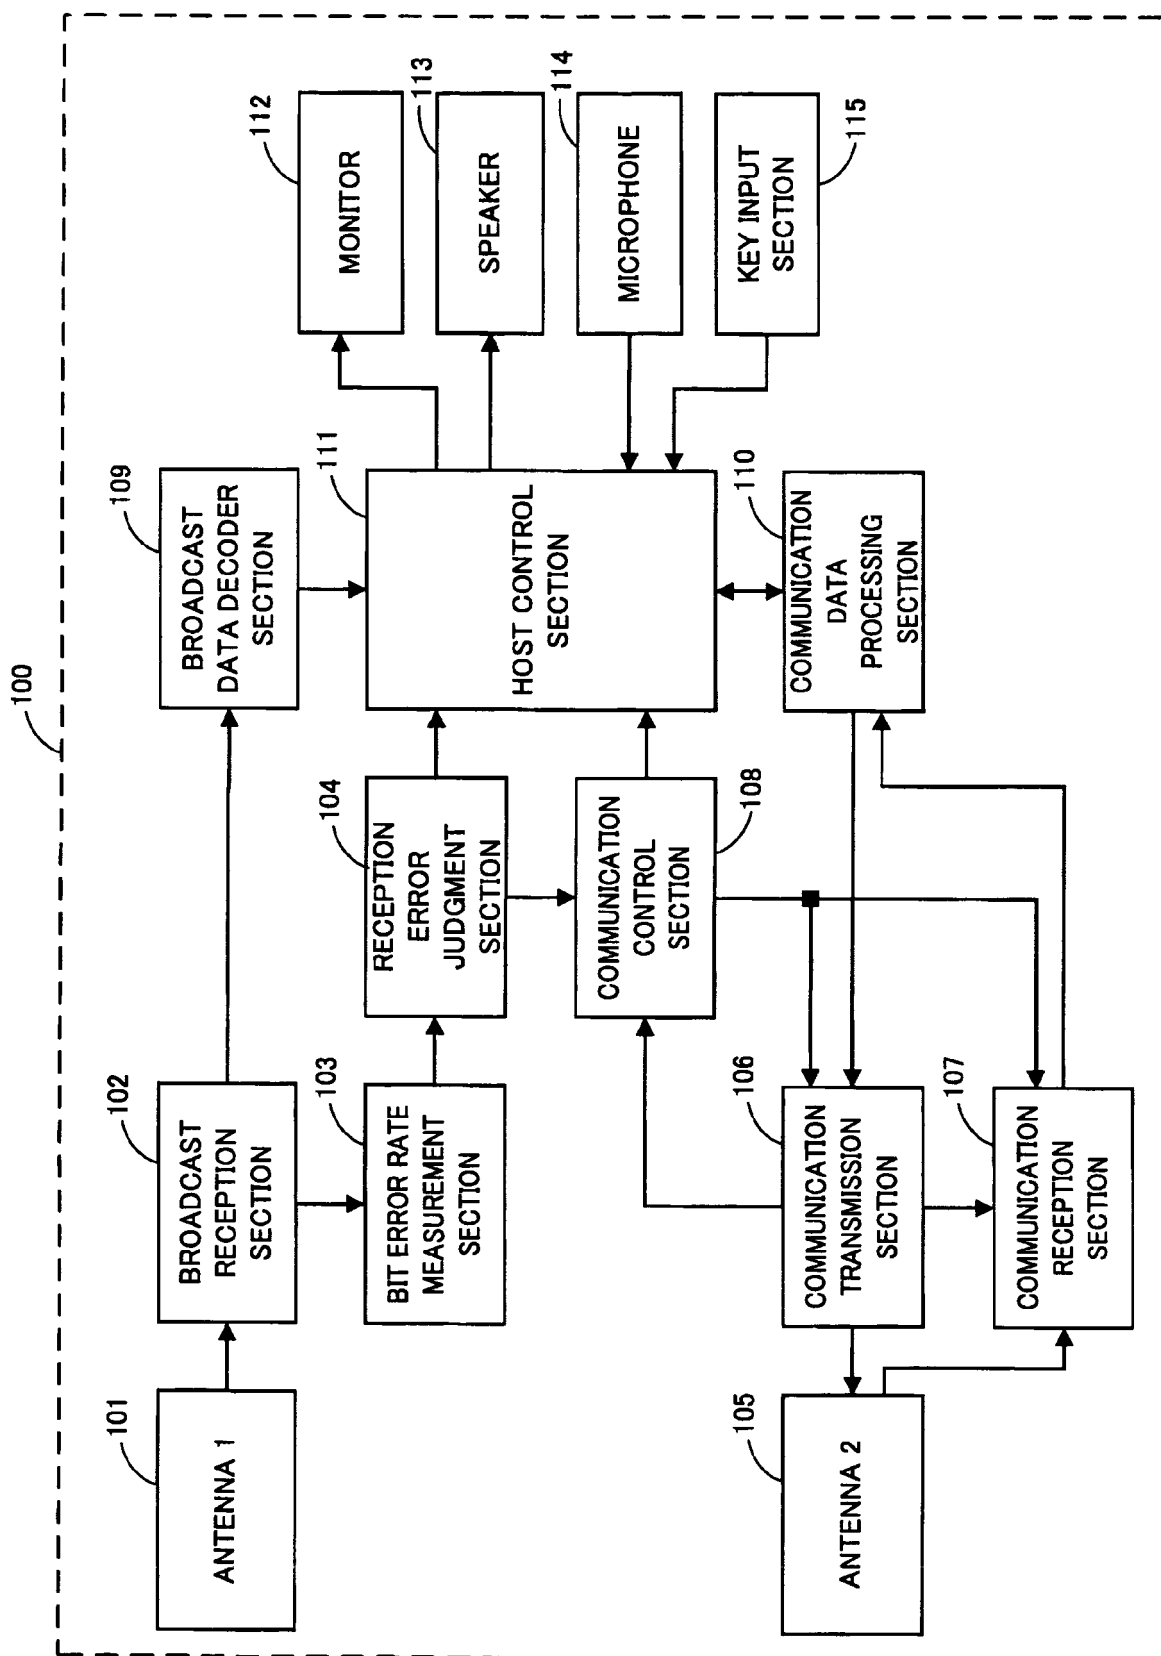 100
101
ANTENNA 1
102
BROADCAST
RECEPTION
SECTION
109
BROADCAST
DATA DECODER
SECTION
112
MONITOR
103
BIT ERROR RATE
MEASUREMENT
SECTION
104
RECEPTION
ERROR
JUDGMENT
SECTION
111
HOST CONTROL
SECTION
113
SPEAKER
108
COMMUNICATION
CONTROL
SECTION
114
MICROPHONE
115
KEY INPUT
SECTION
105
ANTENNA 2
106
COMMUNICATION
TRANSMISSION
SECTION
110
COMMUNICATION
DATA
PROCESSING
SECTION
107
COMMUNICATION
RECEPTION
SECTION